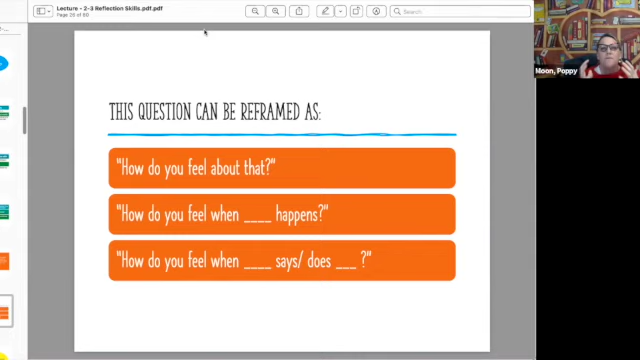 Lecture - 2-3 Reflection Skills.pdf.pdf
Page 20 of 60
Search
Moon, Poppy
THIS QUESTION CAN BE REFRAMED AS:
"How do you feel about that?"
"How do you feel when ____ happens?"
"How do you feel when ____ says/ does ___ ?"